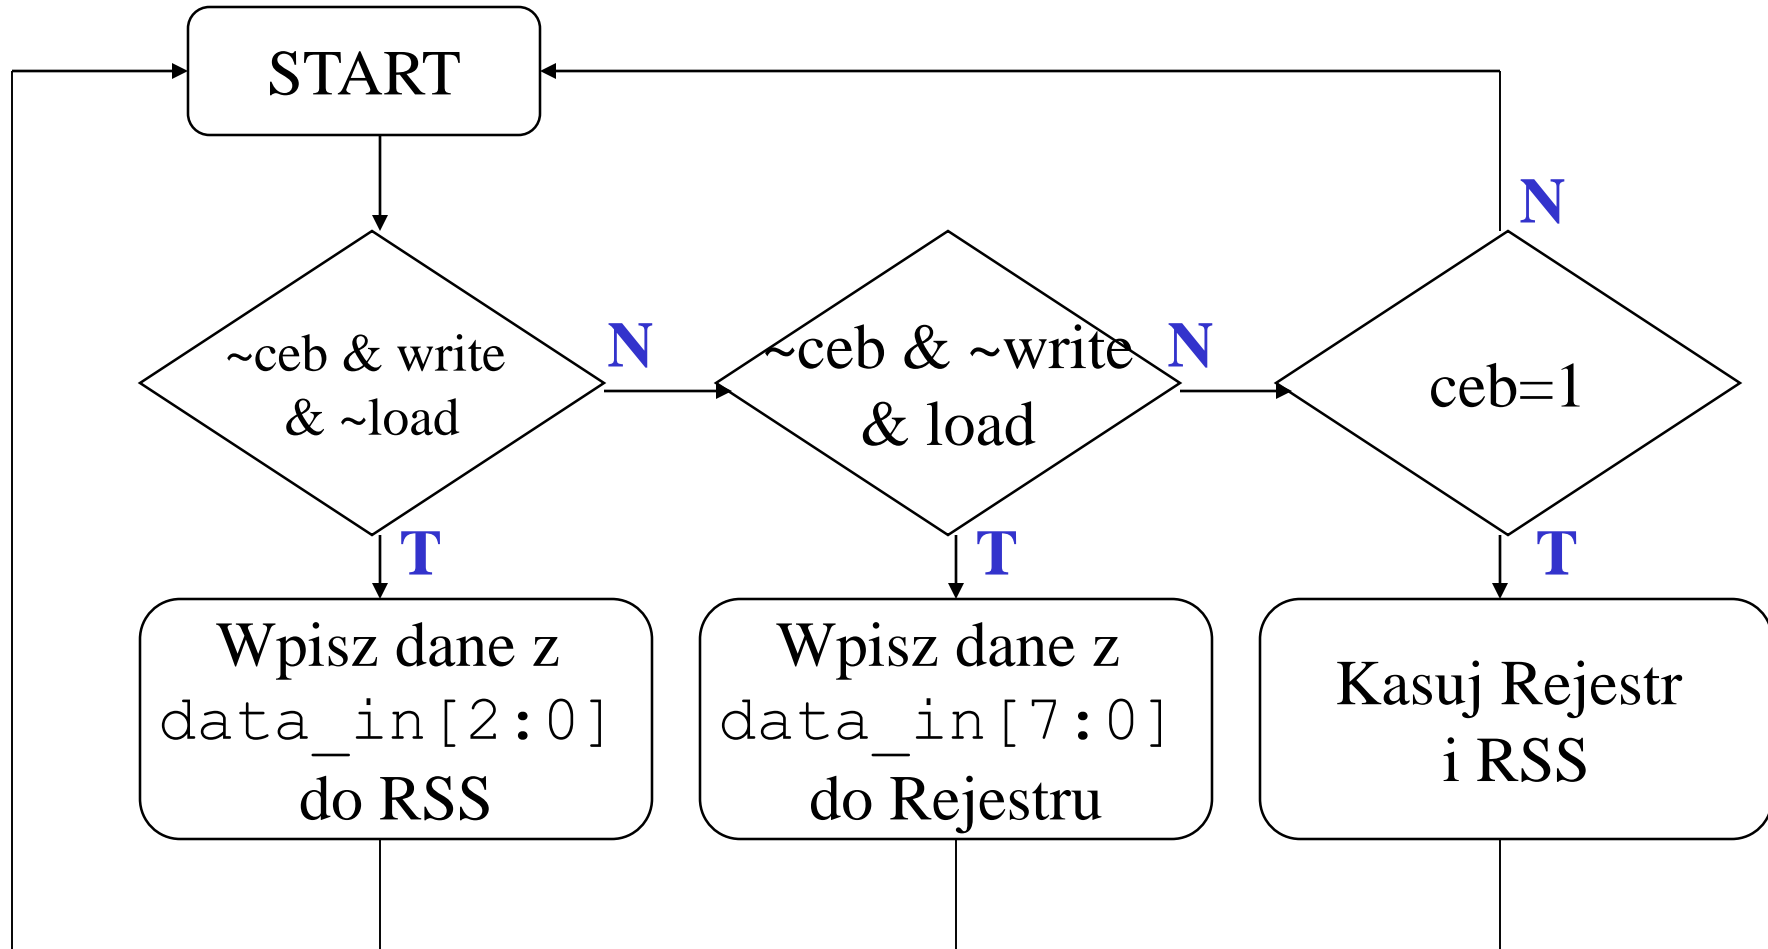 START
N
~ceb & write
& ~load
N
~ceb & ~write
& load
N
ceb=1
T
T
T
Wpisz dane z
data_in[2:0]
do RSS
Wpisz dane z
data_in[7:0]
do Rejestru
Kasuj Rejestr
i RSS